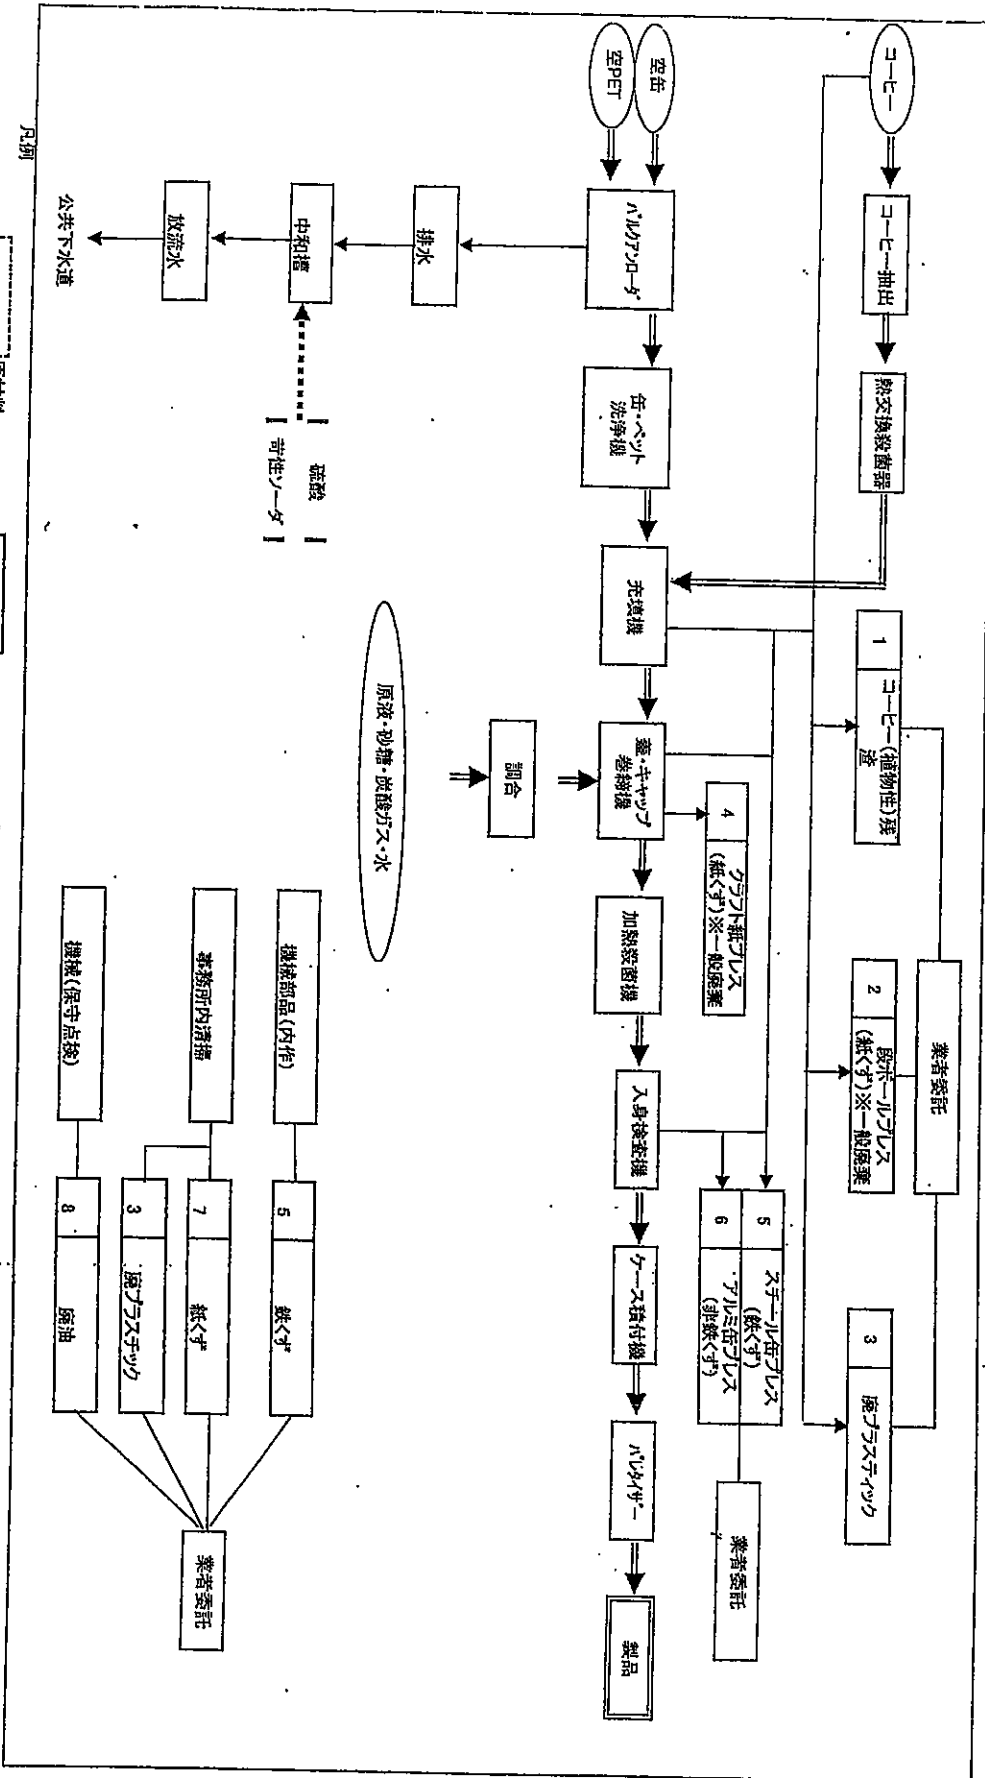 コーヒー
コーヒー抽出
熱交換殺菌器
1
コーヒー(植物性)残
渣
2
段ボールプレス
(紙くず)※一般廃棄
3
廃プラスティック
業者委託
空缶
空PET
バルクアンローダ
缶・ペット
洗浄機
充填機
蓋・キャップ
巻締機
加熱殺菌機
入身検査機
ケース積付機
パレタイザー
製品
4
クラフト紙プレス
(紙くず)※一般廃棄
5
スチール缶プレス
(鉄くず)
6
アルミ缶プレス
(非鉄くず)
業者委託
調合
原液・砂糖・炭酸ガス・水
排水
中和槽
放流水
公共下水道
【 硫酸 】
【 苛性ソーダ 】
機械部品(内作)
5
鉄くず
事務所内清掃
7
紙くず
3
廃プラスチック
機械(保守点検)
8
廃油
業者委託
凡例